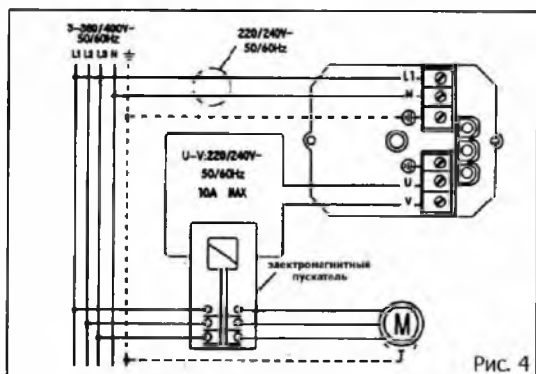 3~380/400V~
50/60Hz
L1 L2 L3 N
220/240V~
50/60Hz
L1
N
U-V:220/240V~
50/60Hz
10A MAX
U
V
электромагнитный
пускатель
M
Рис. 4